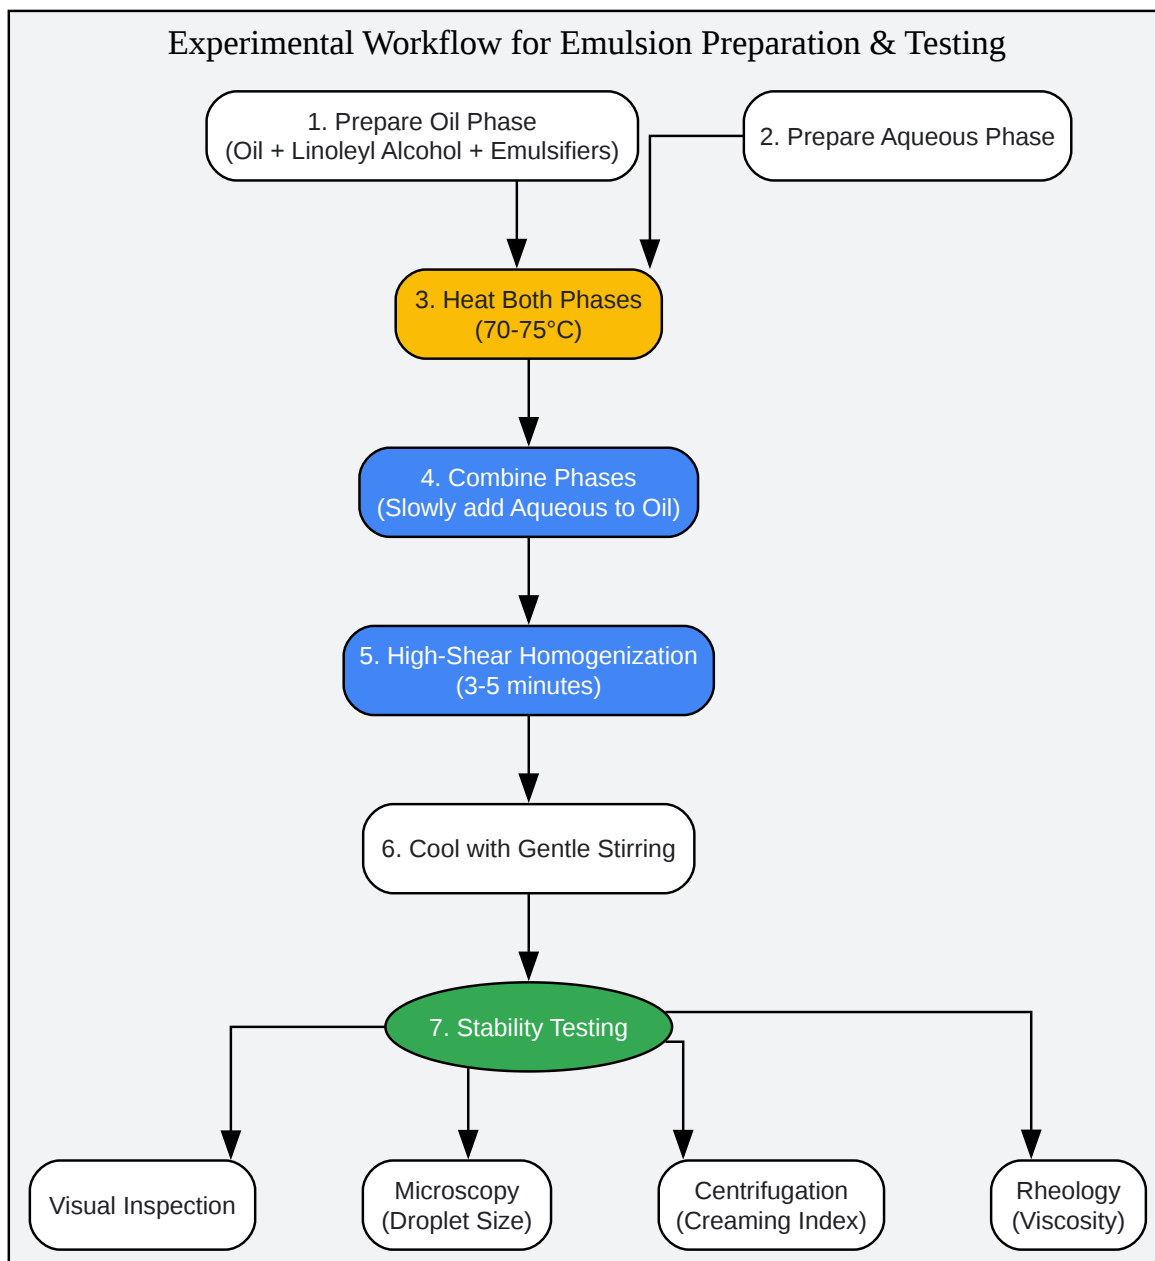 Experimental Workflow for Emulsion Preparation & Testing
1. Prepare Oil Phase
(Oil + Linoleyl Alcohol + Emulsifiers)
2. Prepare Aqueous Phase
3. Heat Both Phases
(70-75°C)
4. Combine Phases
(Slowly add Aqueous to Oil)
5. High-Shear Homogenization
(3-5 minutes)
6. Cool with Gentle Stirring
7. Stability Testing
Visual Inspection
Microscopy
(Droplet Size)
Centrifugation
(Creaming Index)
Rheology
(Viscosity)